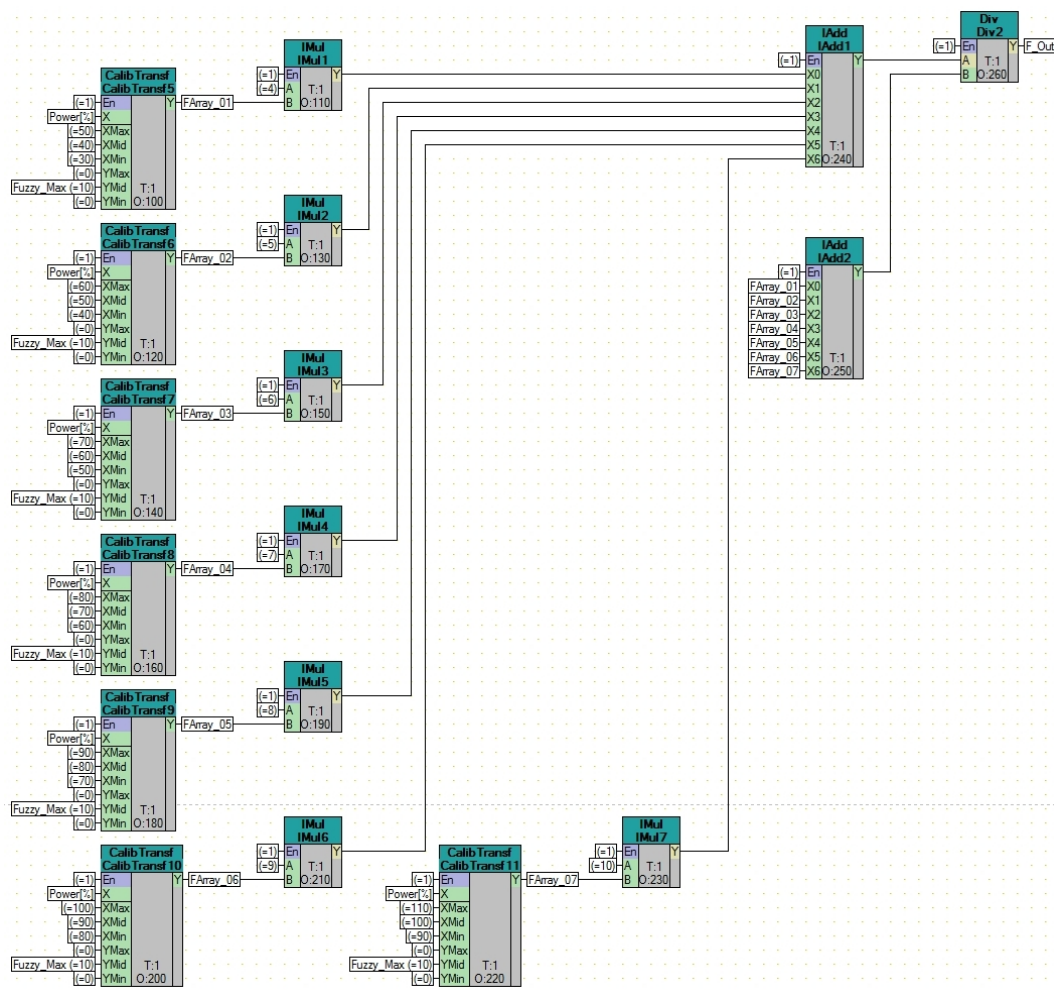 Div
Div2
(=1) En Y F_Out
A T:1
B O:260
IAdd
IAdd1
(=1) En Y
X0
X1
X2
X3
X4
X5 T:1
X6 O:240
IMul
IMul1
(=1) En Y
(=4) A T:1
B O:110
CalibTransf
CalibTransf5
(=1) En Y FArray_01
Power[%] X
(=50) XMax
(=40) XMid
(=30) XMin
(=0) YMax
Fuzzy_Max (=10) YMid T:1
(=0) YMin O:100
IMul
IMul2
(=1) En Y
(=5) A T:1
B O:130
CalibTransf
CalibTransf6
(=1) En Y FArray_02
Power[%] X
(=60) XMax
(=50) XMid
(=40) XMin
(=0) YMax
Fuzzy_Max (=10) YMid T:1
(=0) YMin O:120
IAdd
IAdd2
(=1) En Y
FArray_01 X0
FArray_02 X1
FArray_03 X2
FArray_04 X3
FArray_05 X4
FArray_06 X5 T:1
FArray_07 X6 O:250
IMul
IMul3
(=1) En Y
(=6) A T:1
B O:150
CalibTransf
CalibTransf7
(=1) En Y FArray_03
Power[%] X
(=70) XMax
(=60) XMid
(=50) XMin
(=0) YMax
Fuzzy_Max (=10) YMid T:1
(=0) YMin O:140
IMul
IMul4
(=1) En Y
(=7) A T:1
B O:170
CalibTransf
CalibTransf8
(=1) En Y FArray_04
Power[%] X
(=80) XMax
(=70) XMid
(=60) XMin
(=0) YMax
Fuzzy_Max (=10) YMid T:1
(=0) YMin O:160
IMul
IMul5
(=1) En Y
(=8) A T:1
B O:190
CalibTransf
CalibTransf9
(=1) En Y FArray_05
Power[%] X
(=90) XMax
(=80) XMid
(=70) XMin
(=0) YMax
Fuzzy_Max (=10) YMid T:1
(=0) YMin O:180
IMul
IMul6
(=1) En Y
(=9) A T:1
B O:210
CalibTransf
CalibTransf10
(=1) En Y FArray_06
Power[%] X
(=100) XMax
(=90) XMid
(=80) XMin
(=0) YMax
Fuzzy_Max (=10) YMid T:1
(=0) YMin O:200
IMul
IMul7
(=1) En Y
(=10) A T:1
B O:230
CalibTransf
CalibTransf11
(=1) En Y FArray_07
Power[%] X
(=110) XMax
(=100) XMid
(=90) XMin
(=0) YMax
Fuzzy_Max (=10) YMid T:1
(=0) YMin O:220